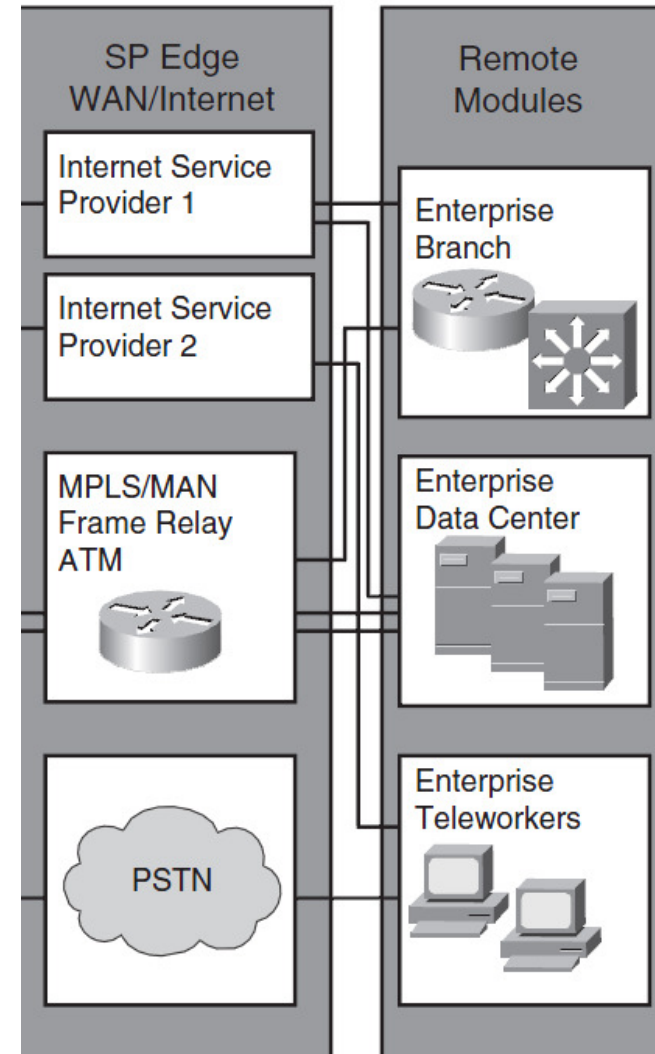 SP Edge
WAN/Internet
Internet Service
Provider 1
Internet Service
Provider 2
MPLS/MAN
Frame Relay
ATM
PSTN
Remote
Modules
Enterprise
Branch
Enterprise
Data Center
Enterprise
Teleworkers